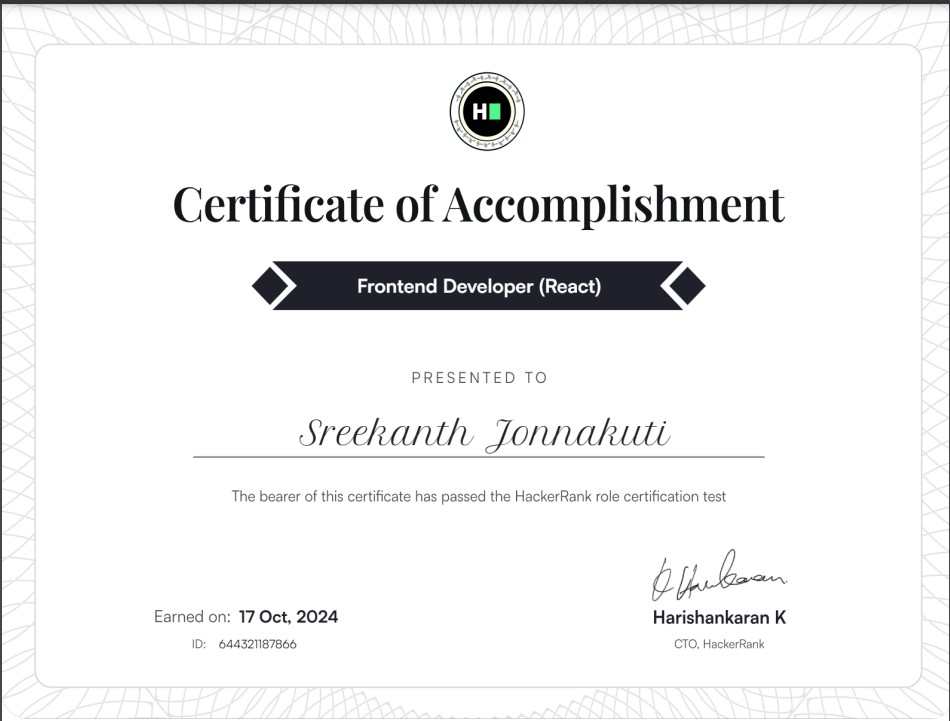 H
Certificate of Accomplishment
Frontend Developer (React)
PRESENTED TO
Sreekanth Jonnakuti
The bearer of this certificate has passed the HackerRank role certification test
Earned on: 17 Oct, 2024
ID: 644321187866
Harishankaran K
CTO, HackerRank